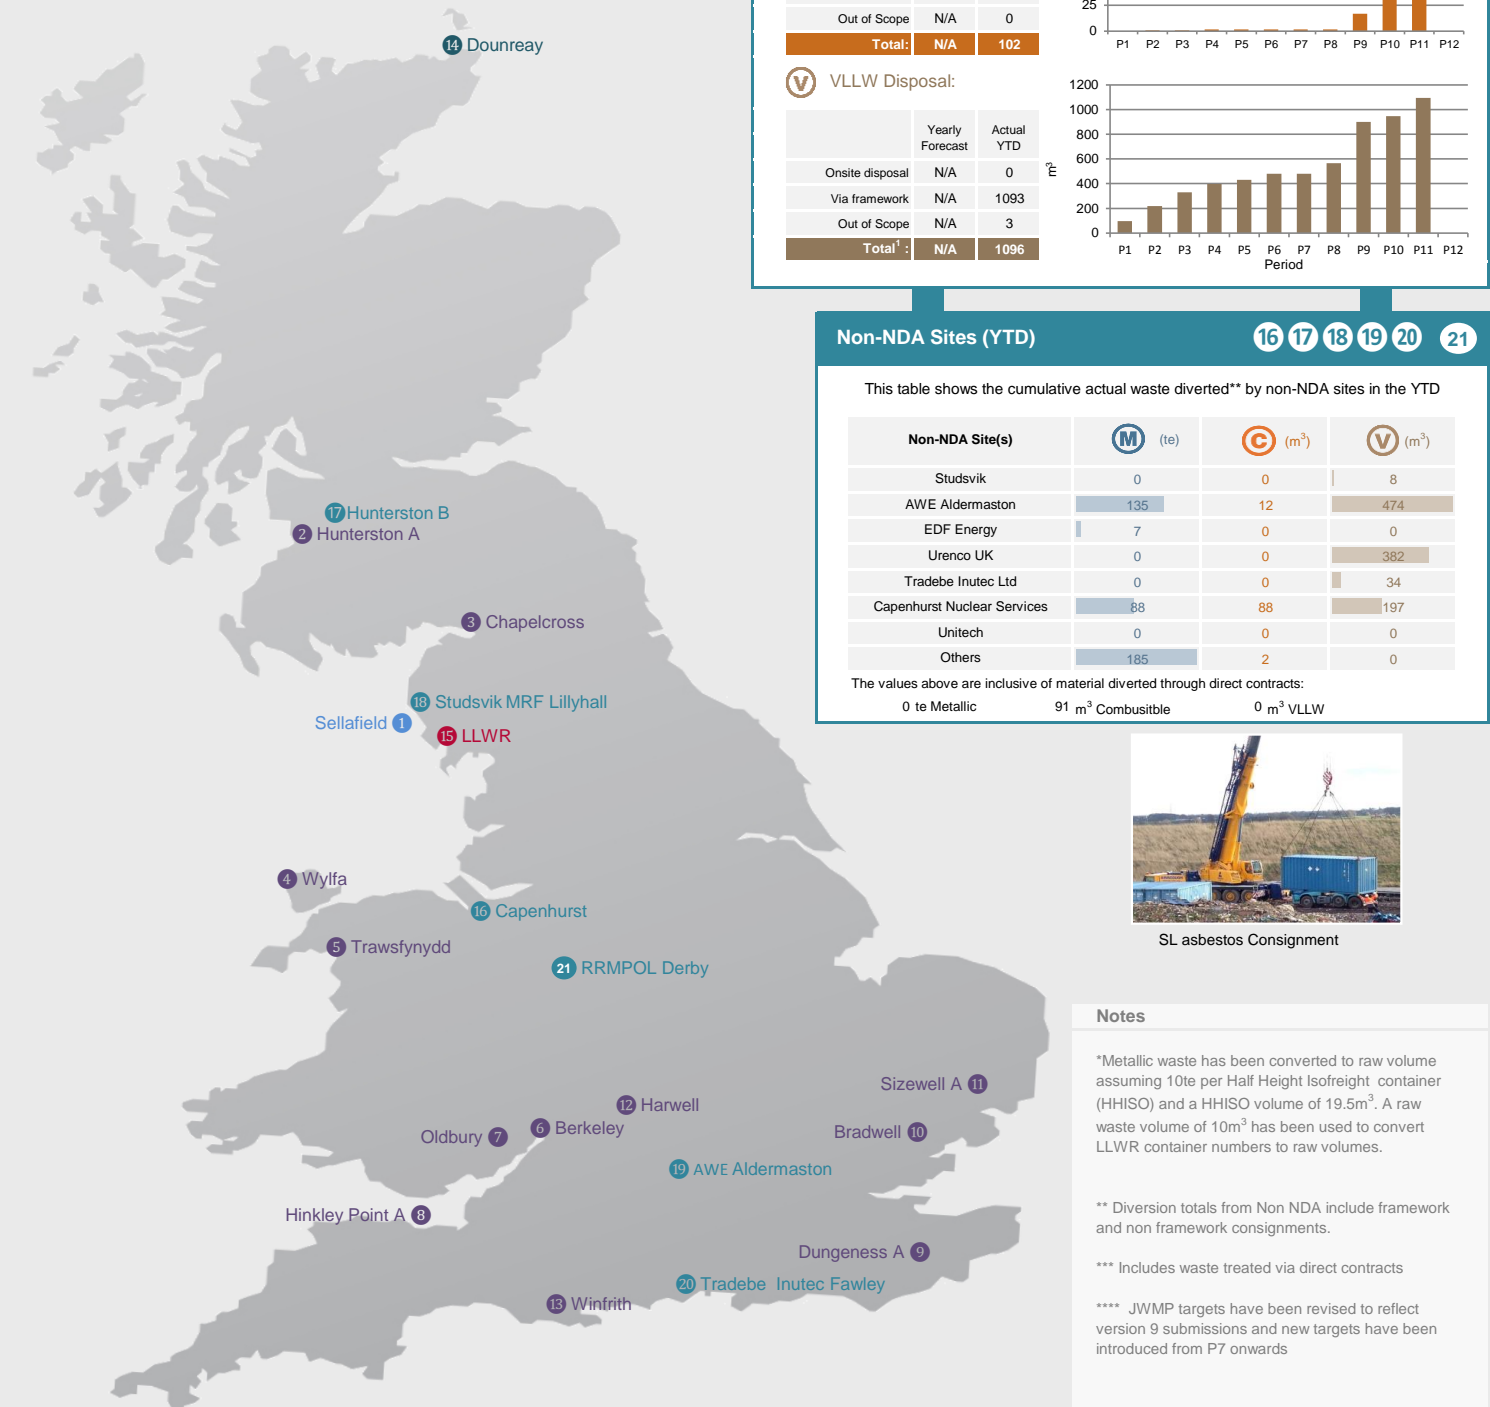 Out of Scope N/A 0
Total: N/A 102
25
0
P1 P2 P3 P4 P5 P6 P7 P8 P9 P10 P11 P12
V VLLW Disposal:
Yearly Forecast Actual YTD
Onsite disposal N/A 0
Via framework N/A 1093
Out of Scope N/A 3
Total¹ : N/A 1096
1200
1000
800
600
400
200
0
m³
P1 P2 P3 P4 P5 P6 P7 P8 P9 P10 P11 P12
Period
Non-NDA Sites (YTD) 16 17 18 19 20 21
This table shows the cumulative actual waste diverted** by non-NDA sites in the YTD
Non-NDA Site(s) M (te) C (m³) V (m³)
Studsvik 0 0 8
AWE Aldermaston 135 12 474
EDF Energy 7 0 0
Urenco UK 0 0 382
Tradebe Inutec Ltd 0 0 34
Capenhurst Nuclear Services 88 88 197
Unitech 0 0 0
Others 185 2 0
The values above are inclusive of material diverted through direct contracts:
0 te Metallic 91 m³ Combusitble 0 m³ VLLW
SL asbestos Consignment
14 Dounreay
17 Hunterston B
2 Hunterston A
3 Chapelcross
18 Studsvik MRF Lillyhall
Sellafield 1
15 LLWR
4 Wylfa
16 Capenhurst
5 Trawsfynydd
21 RRMPOL Derby
Sizewell A 11
12 Harwell
6 Berkeley
Oldbury 7
Bradwell 10
19 AWE Aldermaston
Hinkley Point A 8
Dungeness A 9
20 Tradebe Inutec Fawley
13 Winfrith
Notes
*Metallic waste has been converted to raw volume
assuming 10te per Half Height Isofreight container
(HHISO) and a HHISO volume of 19.5m³. A raw
waste volume of 10m³ has been used to convert
LLWR container numbers to raw volumes.
** Diversion totals from Non NDA include framework
and non framework consignments.
*** Includes waste treated via direct contracts
**** JWMP targets have been revised to reflect
version 9 submissions and new targets have been
introduced from P7 onwards